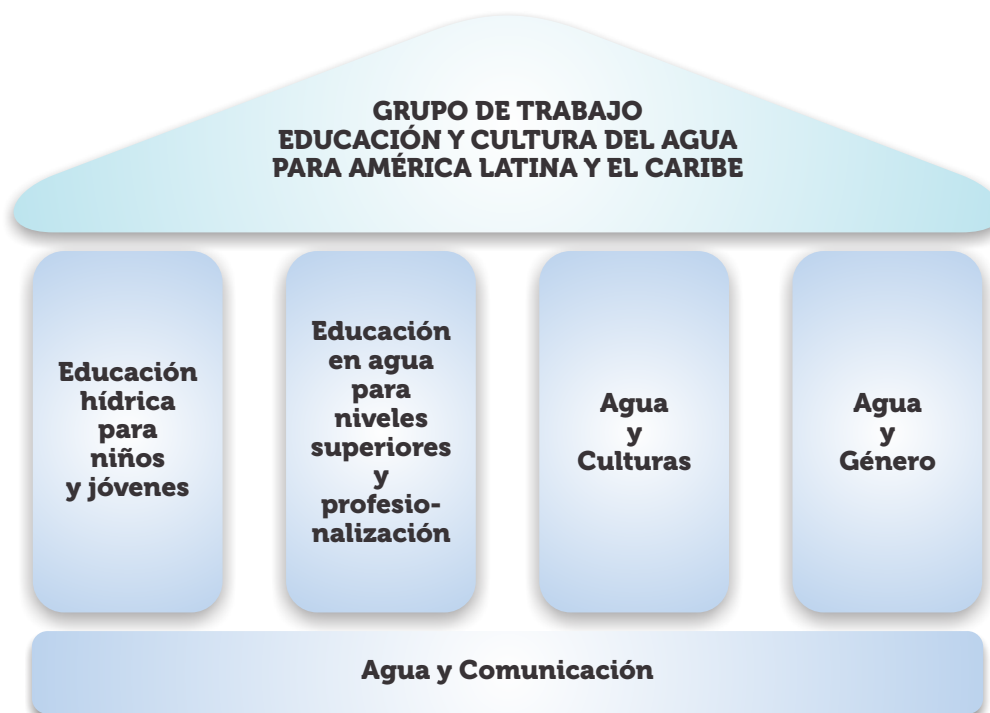 GRUPO DE TRABAJO
EDUCACIÓN Y CULTURA DEL AGUA
PARA AMÉRICA LATINA Y EL CARIBE
Educación
hídrica
para
niños
y jóvenes
Educación
en agua
para
niveles
superiores
y
profesio-
nalización
Agua
y
Culturas
Agua
y
Género
Agua y Comunicación